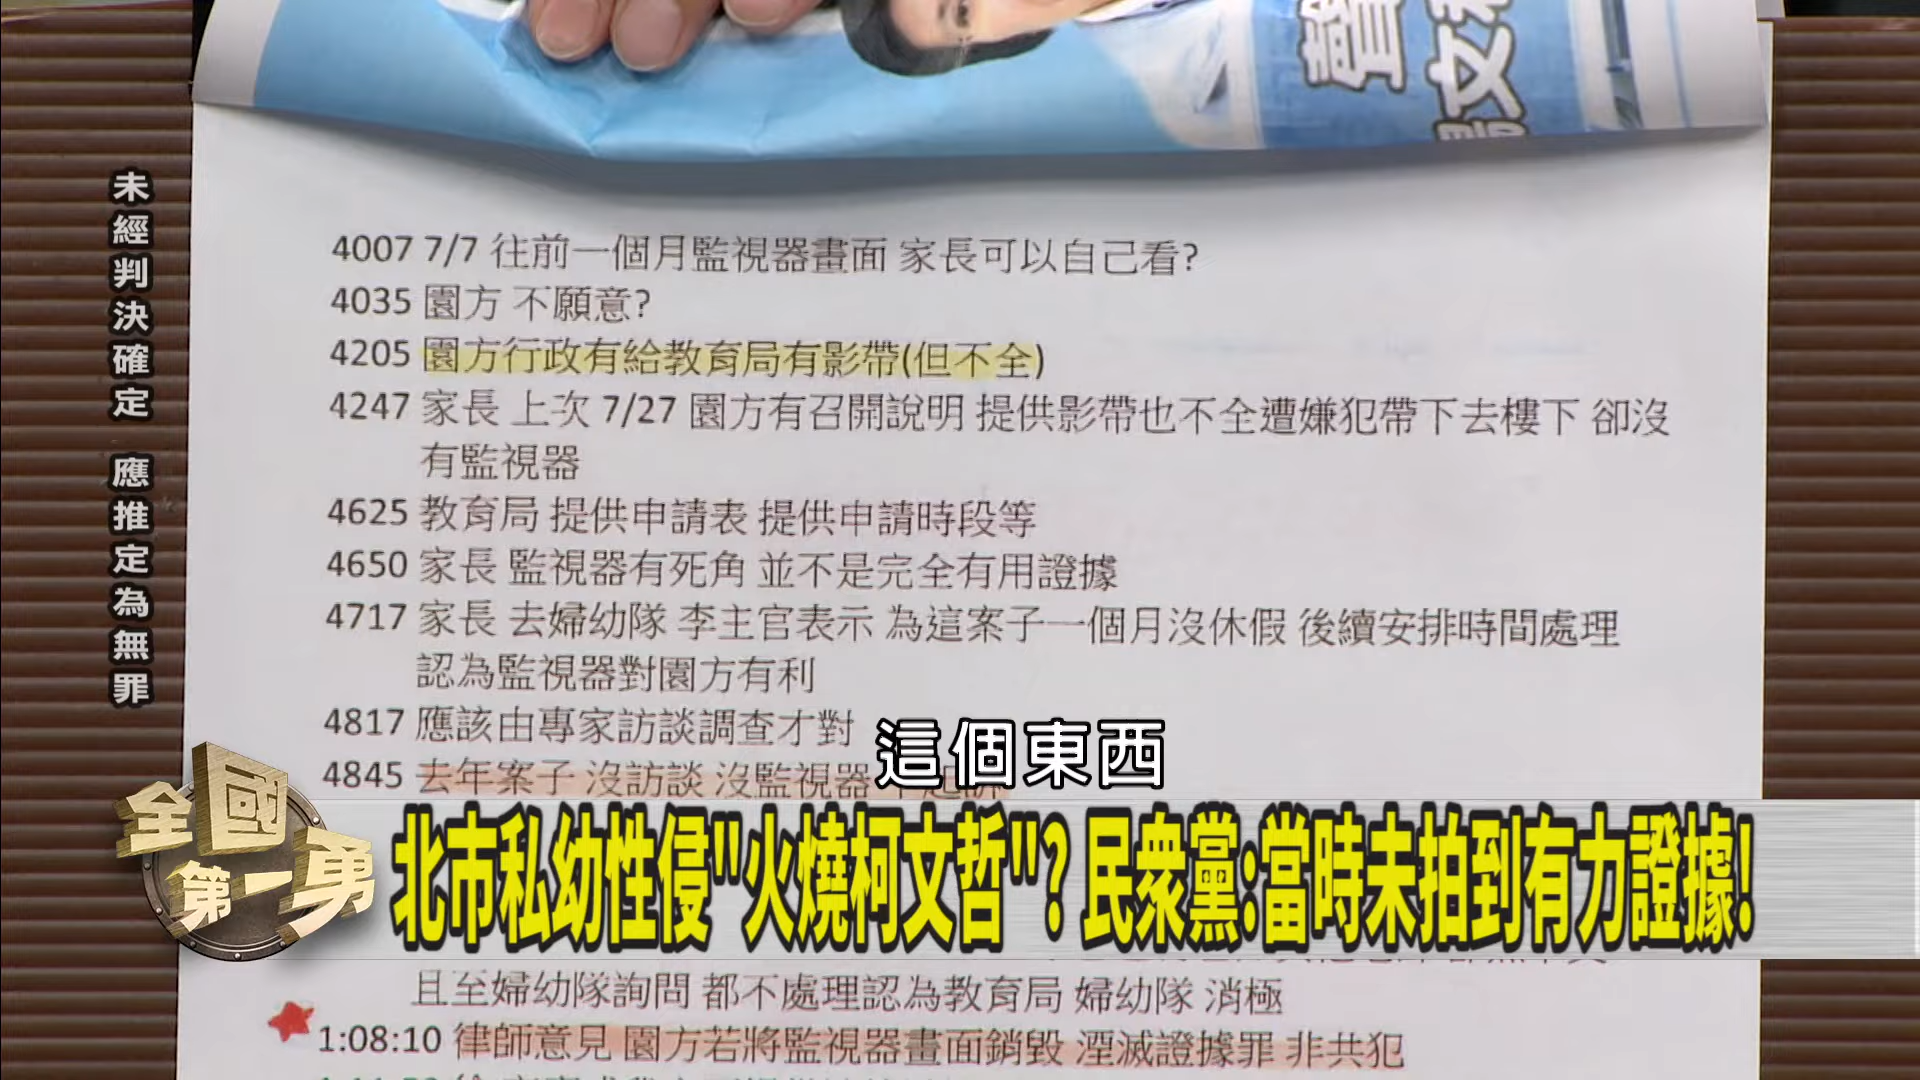 未經判決確定 應推定為無罪
4007 7/7 往前一個月監視器畫面 家長可以自己看?
4035 園方 不願意?
4205 園方行政有給教育局有影帶(但不全)
4247 家長 上次 7/27 園方有召開說明 提供影帶也不全遭嫌犯帶下去樓下 卻沒
有監視器
4625 教育局 提供申請表 提供申請時段等
4650 家長 監視器有死角 並不是完全有用證據
4717 家長 去婦幼隊 李主官表示 為這案子一個月沒休假 後續安排時間處理
認為監視器對園方有利
4817 應該由專家訪談調查才對
4845 去年案子 沒訪談 沒監視器
這個東西
全國第一勇
北市私幼性侵"火燒柯文哲"? 民眾黨:當時未拍到有力證據!
且至婦幼隊詢問 都不處理認為教育局 婦幼隊 消極
1:08:10 律師意見 園方若將監視器畫面銷毀 湮滅證據罪 非共犯